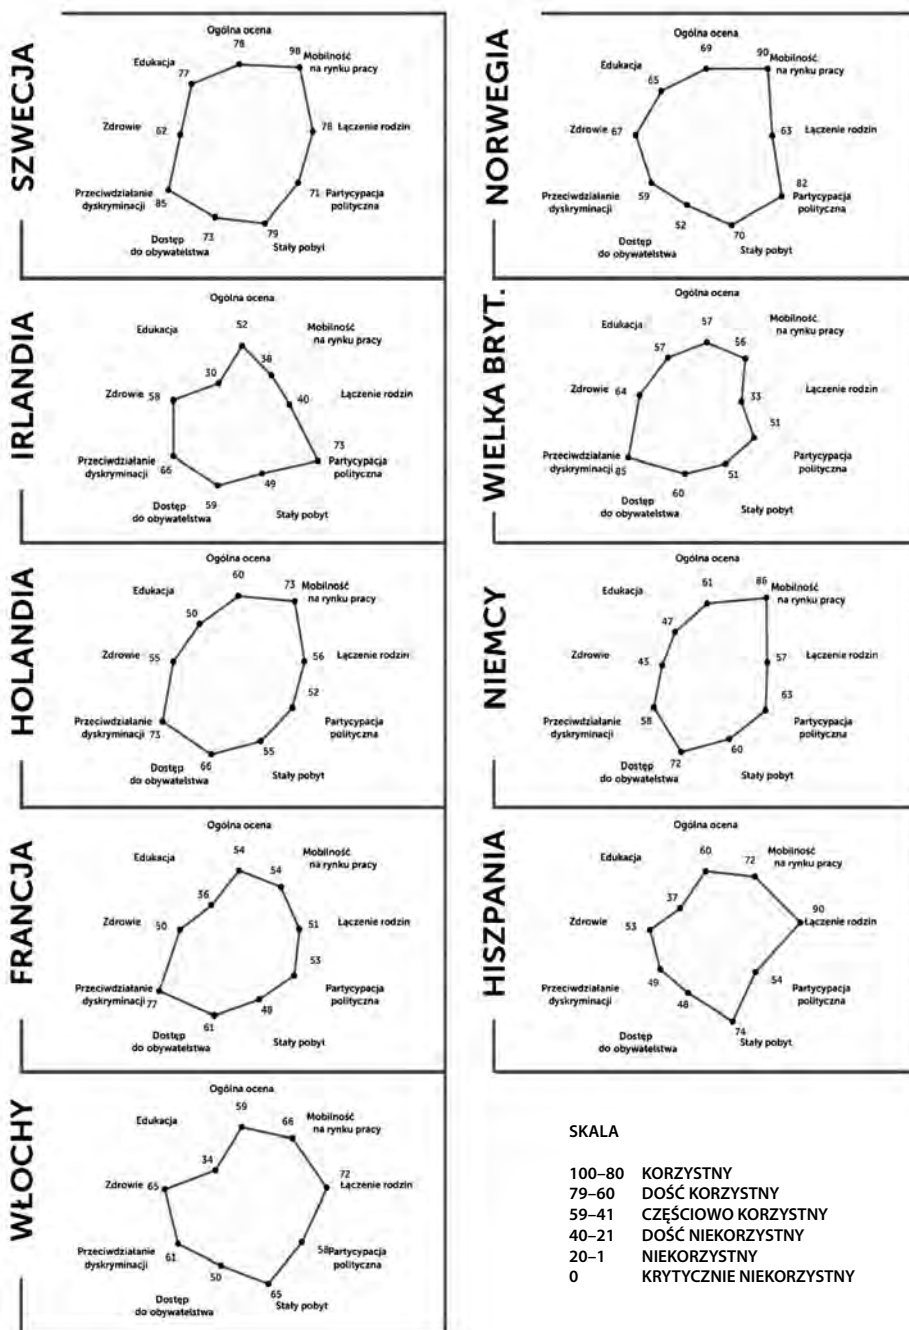 SZWECJA
Ogólna ocena
78
98
Mobilność
na rynku pracy
Edukacja
77
Zdrowie
62
78
Łączenie rodzin
Przeciwdziałanie
dyskryminacji
85
71
Partycypacja
polityczna
Dostęp
do obywatelstwa
73
79
Stały pobyt
NORWEGIA
Ogólna ocena
69
90
Mobilność
na rynku pracy
Edukacja
65
Zdrowie
67
63
Łączenie rodzin
Przeciwdziałanie
dyskryminacji
59
82
Partycypacja
polityczna
Dostęp
do obywatelstwa
52
70
Stały pobyt
IRLANDIA
Ogólna ocena
52
38
Mobilność
na rynku pracy
Edukacja
30
Zdrowie
58
40
Łączenie rodzin
Przeciwdziałanie
dyskryminacji
66
73
Partycypacja
polityczna
Dostęp
do obywatelstwa
59
49
Stały pobyt
WIELKA BRYT.
Ogólna ocena
57
56
Mobilność
na rynku pracy
Edukacja
57
Zdrowie
64
33
Łączenie rodzin
Przeciwdziałanie
dyskryminacji
85
51
Partycypacja
polityczna
Dostęp
do obywatelstwa
60
51
Stały pobyt
HOLANDIA
Ogólna ocena
60
73
Mobilność
na rynku pracy
Edukacja
50
Zdrowie
55
56
Łączenie rodzin
Przeciwdziałanie
dyskryminacji
73
52
Partycypacja
polityczna
Dostęp
do obywatelstwa
66
55
Stały pobyt
NIEMCY
Ogólna ocena
61
86
Mobilność
na rynku pracy
Edukacja
47
Zdrowie
43
57
Łączenie rodzin
Przeciwdziałanie
dyskryminacji
58
63
Partycypacja
polityczna
Dostęp
do obywatelstwa
72
60
Stały pobyt
FRANCJA
Ogólna ocena
54
54
Mobilność
na rynku pracy
Edukacja
36
Zdrowie
50
51
Łączenie rodzin
Przeciwdziałanie
dyskryminacji
77
53
Partycypacja
polityczna
Dostęp
do obywatelstwa
61
48
Stały pobyt
HISZPANIA
Ogólna ocena
60
72
Mobilność
na rynku pracy
Edukacja
37
Zdrowie
53
90
Łączenie rodzin
Przeciwdziałanie
dyskryminacji
49
54
Partycypacja
polityczna
Dostęp
do obywatelstwa
48
74
Stały pobyt
WŁOCHY
Ogólna ocena
59
66
Mobilność
na rynku pracy
Edukacja
34
Zdrowie
65
72
Łączenie rodzin
Przeciwdziałanie
dyskryminacji
61
58
Partycypacja
polityczna
Dostęp
do obywatelstwa
50
65
Stały pobyt
SKALA
100–80 KORZYSTNY
79–60 DOŚĆ KORZYSTNY
59–41 CZĘŚCIOWO KORZYSTNY
40–21 DOŚĆ NIEKORZYSTNY
20–1 NIEKORZYSTNY
0 KRYTYCZNIE NIEKORZYSTNY